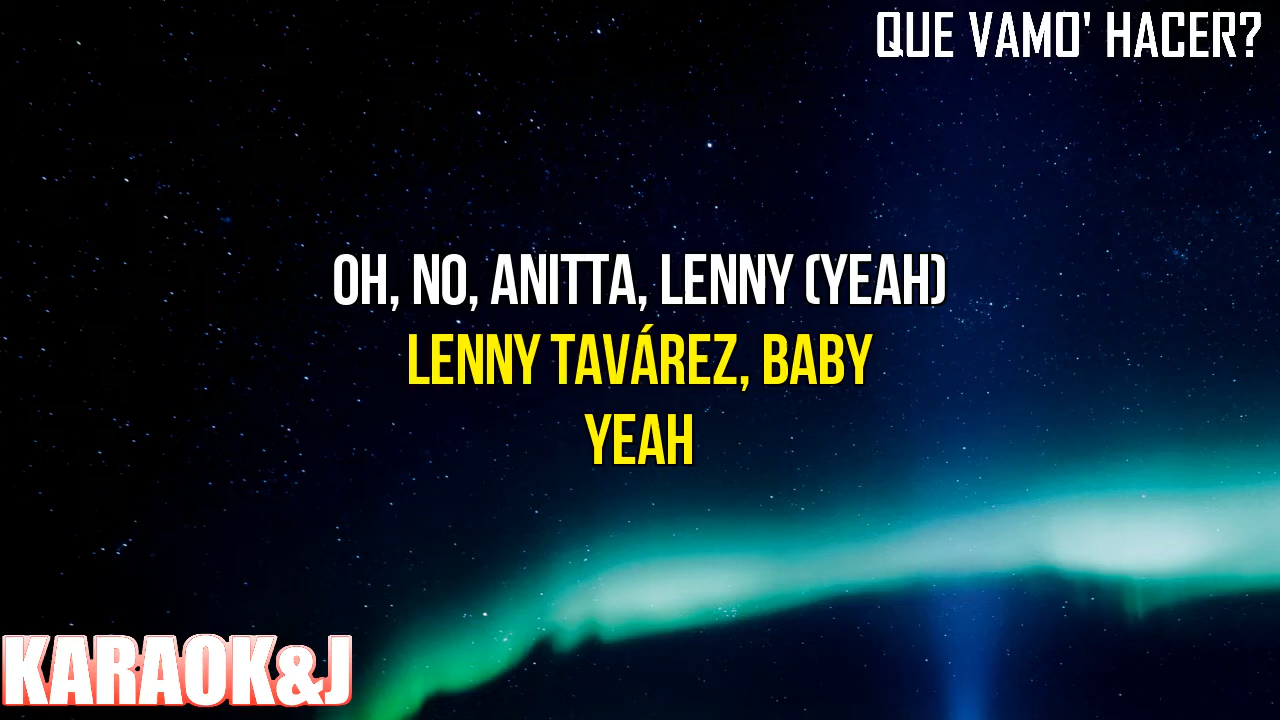 QUE VAMO' HACER?
OH, NO, ANITTA, LENNY (YEAH)
LENNY TAVÁREZ, BABY
YEAH
KARAOK&J